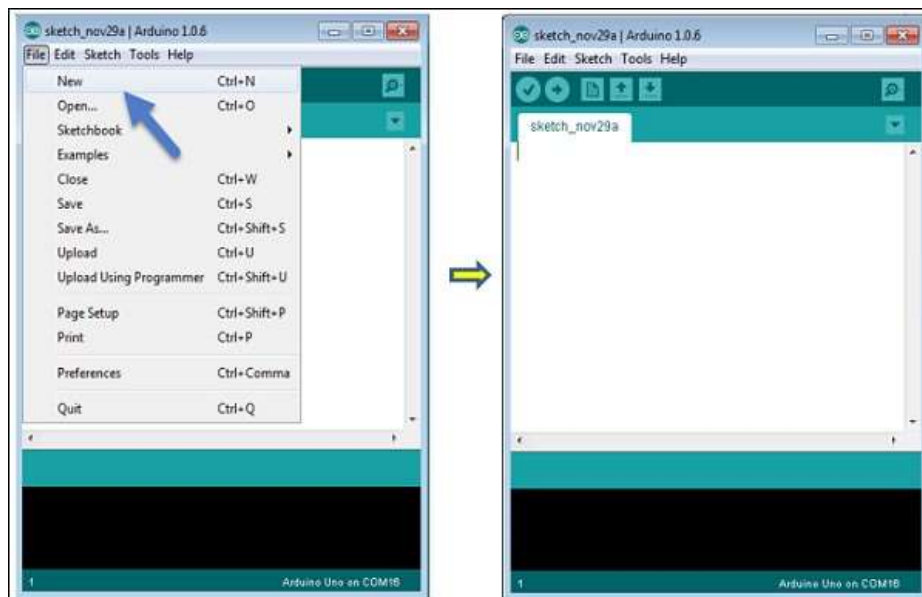 sketch_nov29a | Arduino 1.0.6
File Edit Sketch Tools Help
New Ctrl+N
Open... Ctrl+O
Sketchbook
Examples
Close Ctrl+W
Save Ctrl+S
Save As... Ctrl+Shift+S
Upload Ctrl+U
Upload Using Programmer Ctrl+Shift+U
Page Setup Ctrl+Shift+P
Print Ctrl+P
Preferences Ctrl+Comma
Quit Ctrl+Q
1 Arduino Uno on COM16
sketch_nov29a | Arduino 1.0.6
File Edit Sketch Tools Help
sketch_nov29a
1 Arduino Uno on COM16